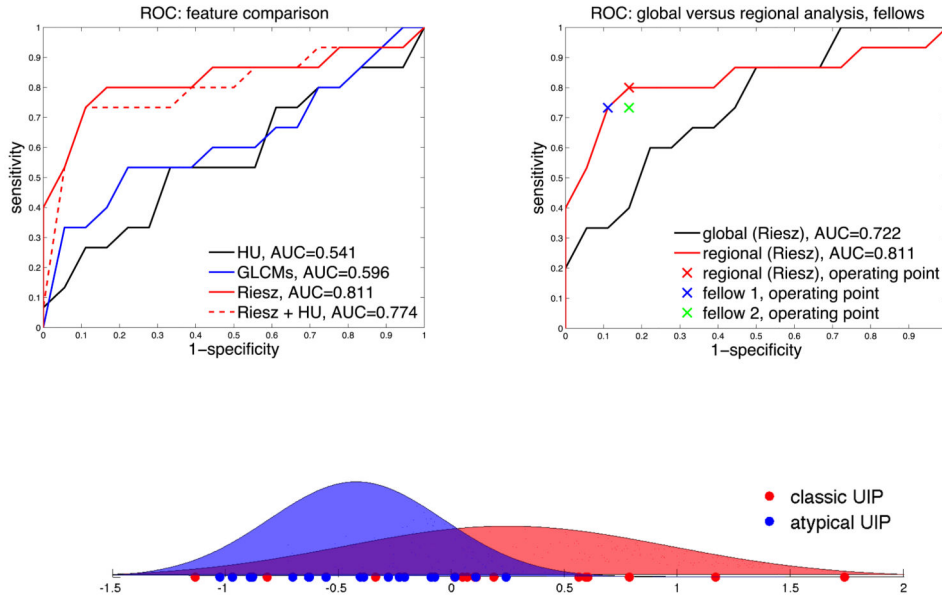 ROC: feature comparison
1
0.9
0.8
0.7
0.6
0.5
0.4
0.3
0.2
0.1
0
sensitivity
HU, AUC=0.541
GLCMs, AUC=0.596
Riesz, AUC=0.811
Riesz + HU, AUC=0.774
0 0.1 0.2 0.3 0.4 0.5 0.6 0.7 0.8 0.9 1
1-specificity
ROC: global versus regional analysis, fellows
1
0.9
0.8
0.7
0.6
0.5
0.4
0.3
0.2
0.1
0
sensitivity
global (Riesz), AUC=0.722
regional (Riesz), AUC=0.811
regional (Riesz), operating point
fellow 1, operating point
fellow 2, operating point
0 0.1 0.2 0.3 0.4 0.5 0.6 0.7 0.8 0.9
1-specificity
classic UIP
atypical UIP
-1.5 -1 -0.5 0 0.5 1 1.5 2